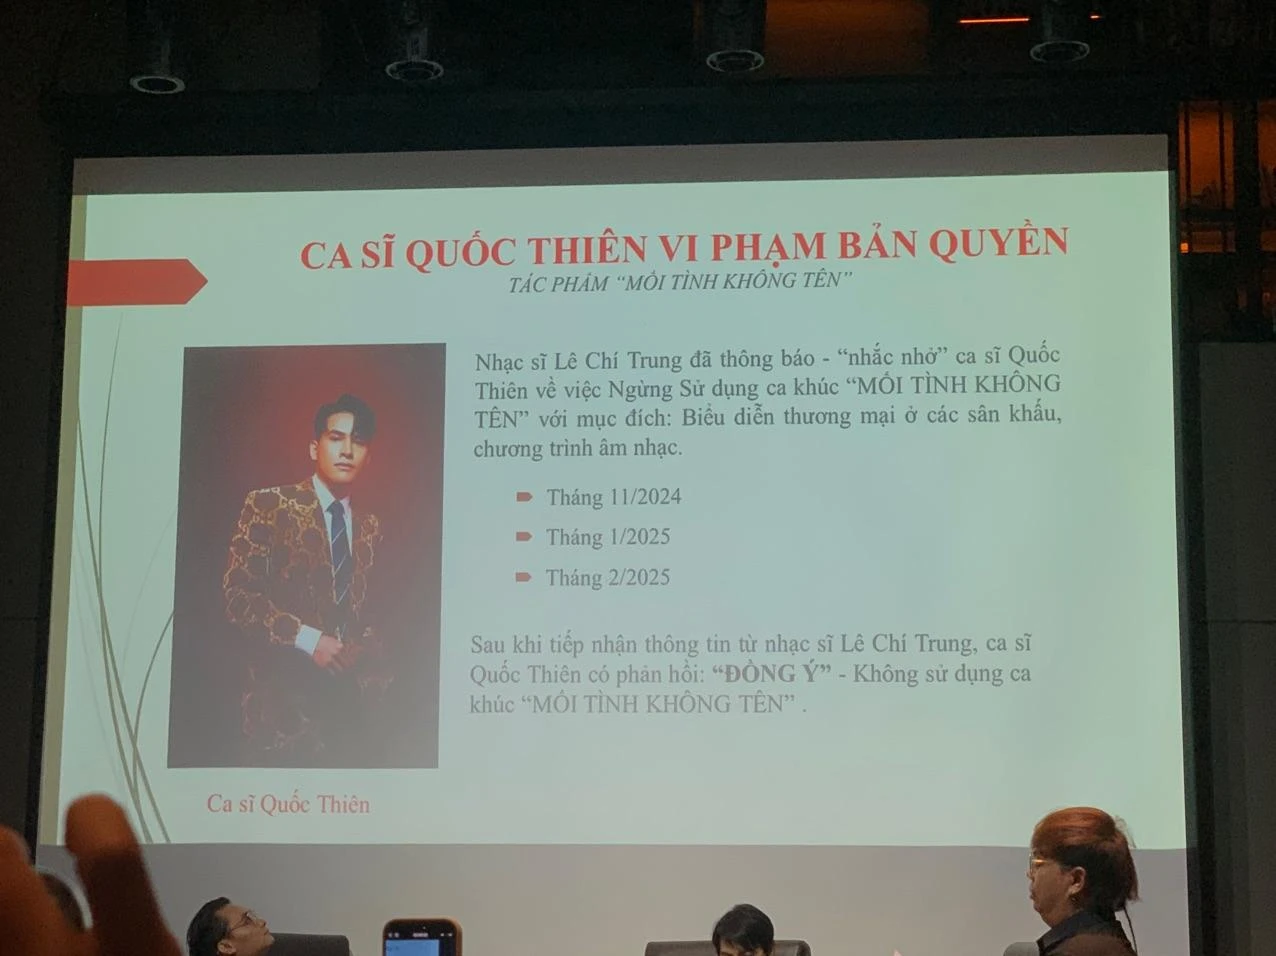 CA SĨ QUỐC THIÊN VI PHẠM BẢN QUYỀN
TÁC PHẨM “MỐI TÌNH KHÔNG TÊN”
Nhạc sĩ Lê Chí Trung đã thông báo - “nhắc nhở” ca sĩ Quốc
Thiên về việc Ngừng Sử dụng ca khúc “MỐI TÌNH KHÔNG
TÊN” với mục đích: Biểu diễn thương mại ở các sân khấu,
chương trình âm nhạc.
Tháng 11/2024
Tháng 1/2025
Tháng 2/2025
Sau khi tiếp nhận thông tin từ nhạc sĩ Lê Chí Trung, ca sĩ
Quốc Thiên có phản hồi: “ĐỒNG Ý” - Không sử dụng ca
khúc “MỐI TÌNH KHÔNG TÊN” .
Ca sĩ Quốc Thiên